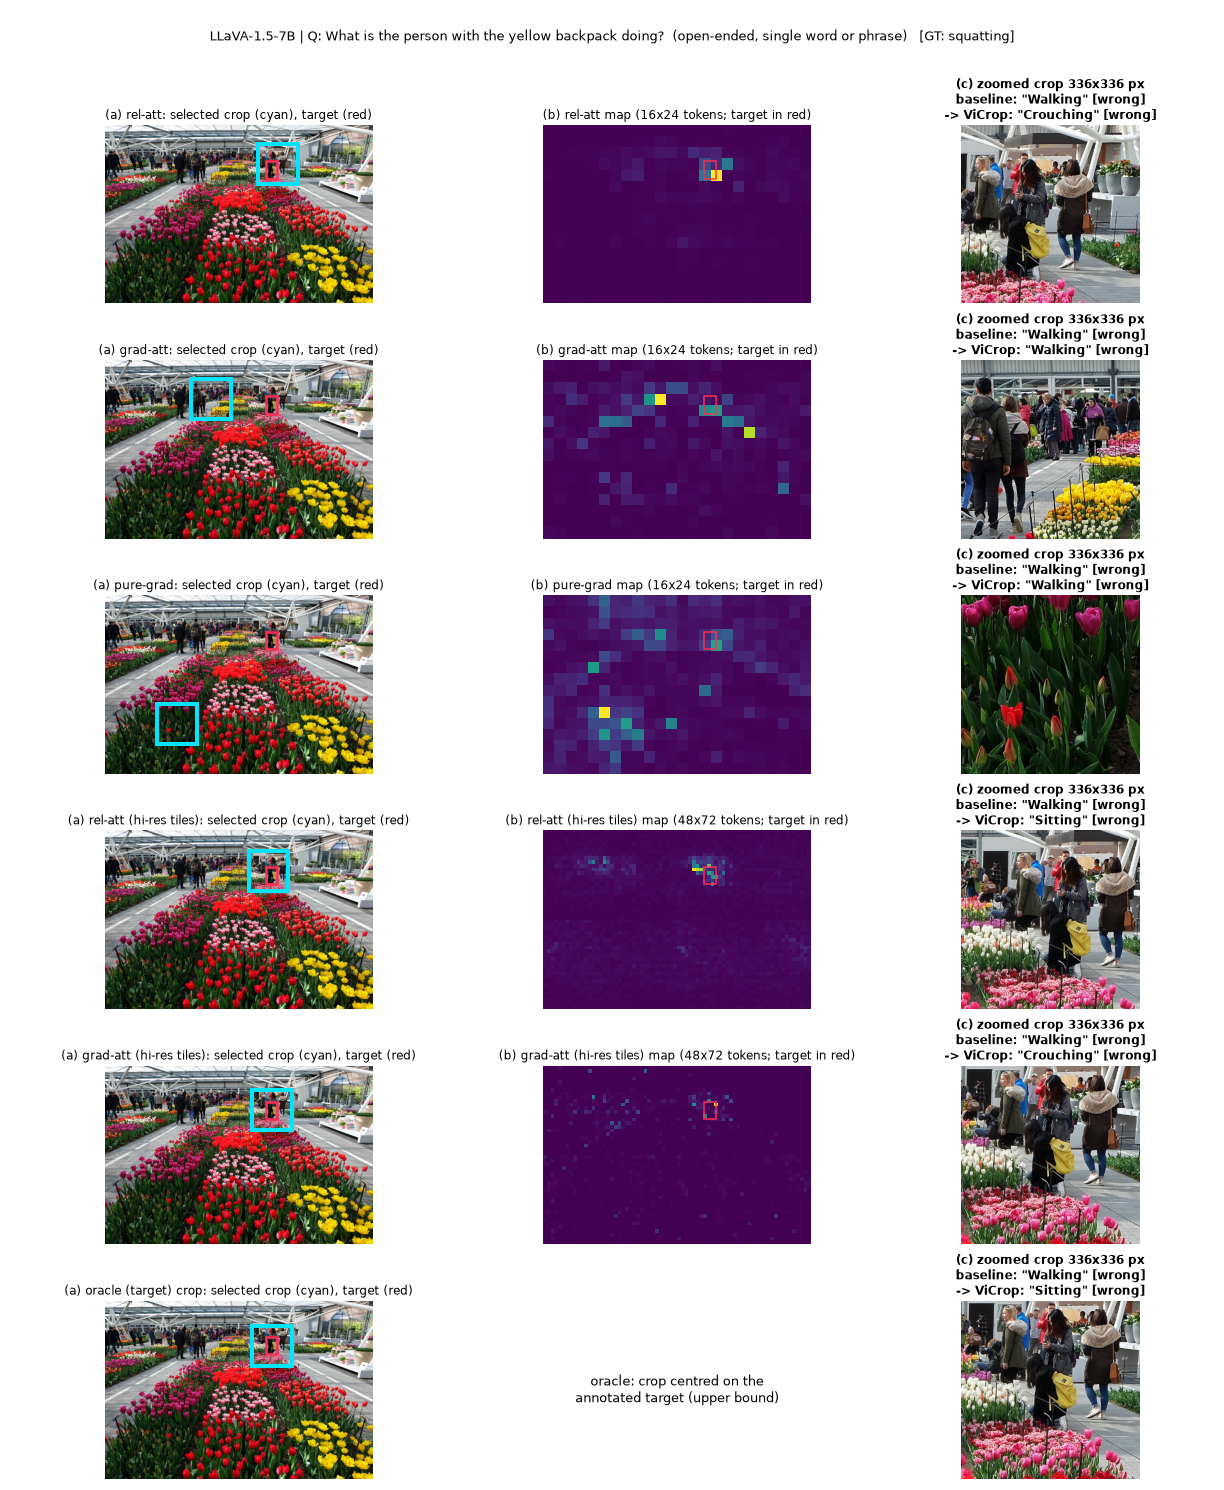 LLaVA-1.5-7B | Q: What is the person with the yellow backpack doing?  (open-ended, single word or phrase)   [GT: squatting]
(a) rel-att: selected crop (cyan), target (red)
(b) rel-att map (16x24 tokens; target in red)
(c) zoomed crop 336x336 px
baseline: "Walking" [wrong]
-> ViCrop: "Crouching" [wrong]
(a) grad-att: selected crop (cyan), target (red)
(b) grad-att map (16x24 tokens; target in red)
(c) zoomed crop 336x336 px
baseline: "Walking" [wrong]
-> ViCrop: "Walking" [wrong]
(a) pure-grad: selected crop (cyan), target (red)
(b) pure-grad map (16x24 tokens; target in red)
(c) zoomed crop 336x336 px
baseline: "Walking" [wrong]
-> ViCrop: "Walking" [wrong]
(a) rel-att (hi-res tiles): selected crop (cyan), target (red)
(b) rel-att (hi-res tiles) map (48x72 tokens; target in red)
(c) zoomed crop 336x336 px
baseline: "Walking" [wrong]
-> ViCrop: "Sitting" [wrong]
(a) grad-att (hi-res tiles): selected crop (cyan), target (red)
(b) grad-att (hi-res tiles) map (48x72 tokens; target in red)
(c) zoomed crop 336x336 px
baseline: "Walking" [wrong]
-> ViCrop: "Crouching" [wrong]
(a) oracle (target) crop: selected crop (cyan), target (red)
oracle: crop centred on the
annotated target (upper bound)
(c) zoomed crop 336x336 px
baseline: "Walking" [wrong]
-> ViCrop: "Sitting" [wrong]